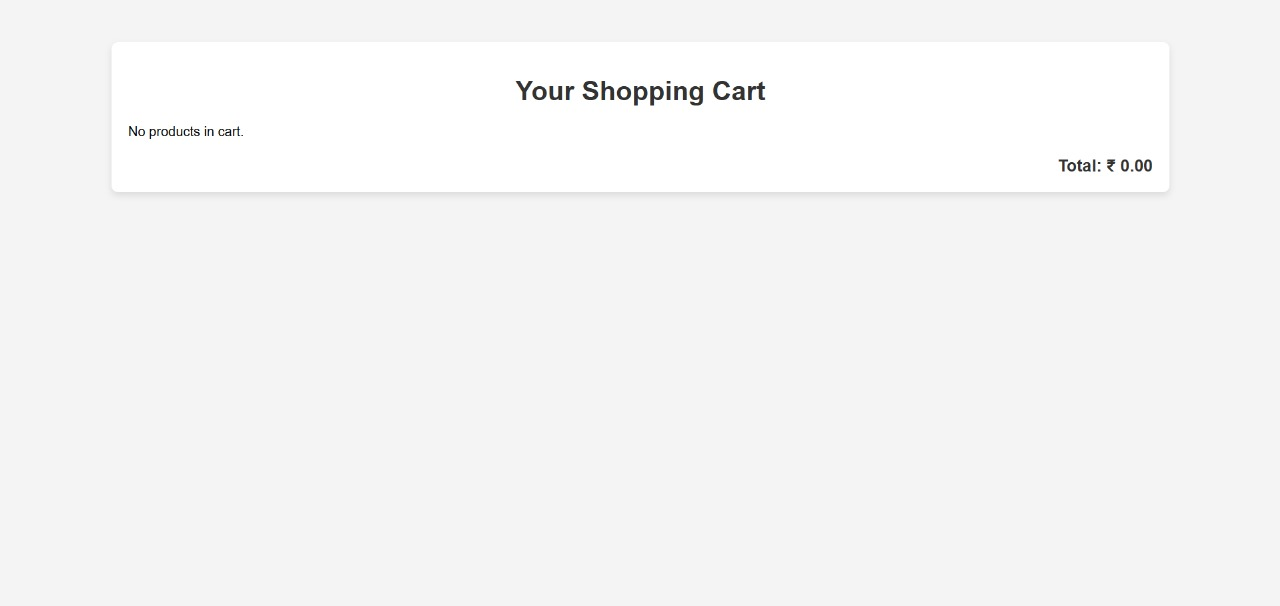 Your Shopping Cart
No products in cart.
Total: ₹ 0.00